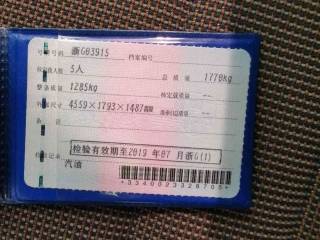 号牌号码 浙G03915 档案编号
核定载人数 5人 总质量 1770kg
整备质量 1285kg 核定载质量 --
外廓尺寸 4559×1793×1487mm 准牵引总质量 --
备注
检验有效期至2019年07月浙G(1)
检验记录
汽油